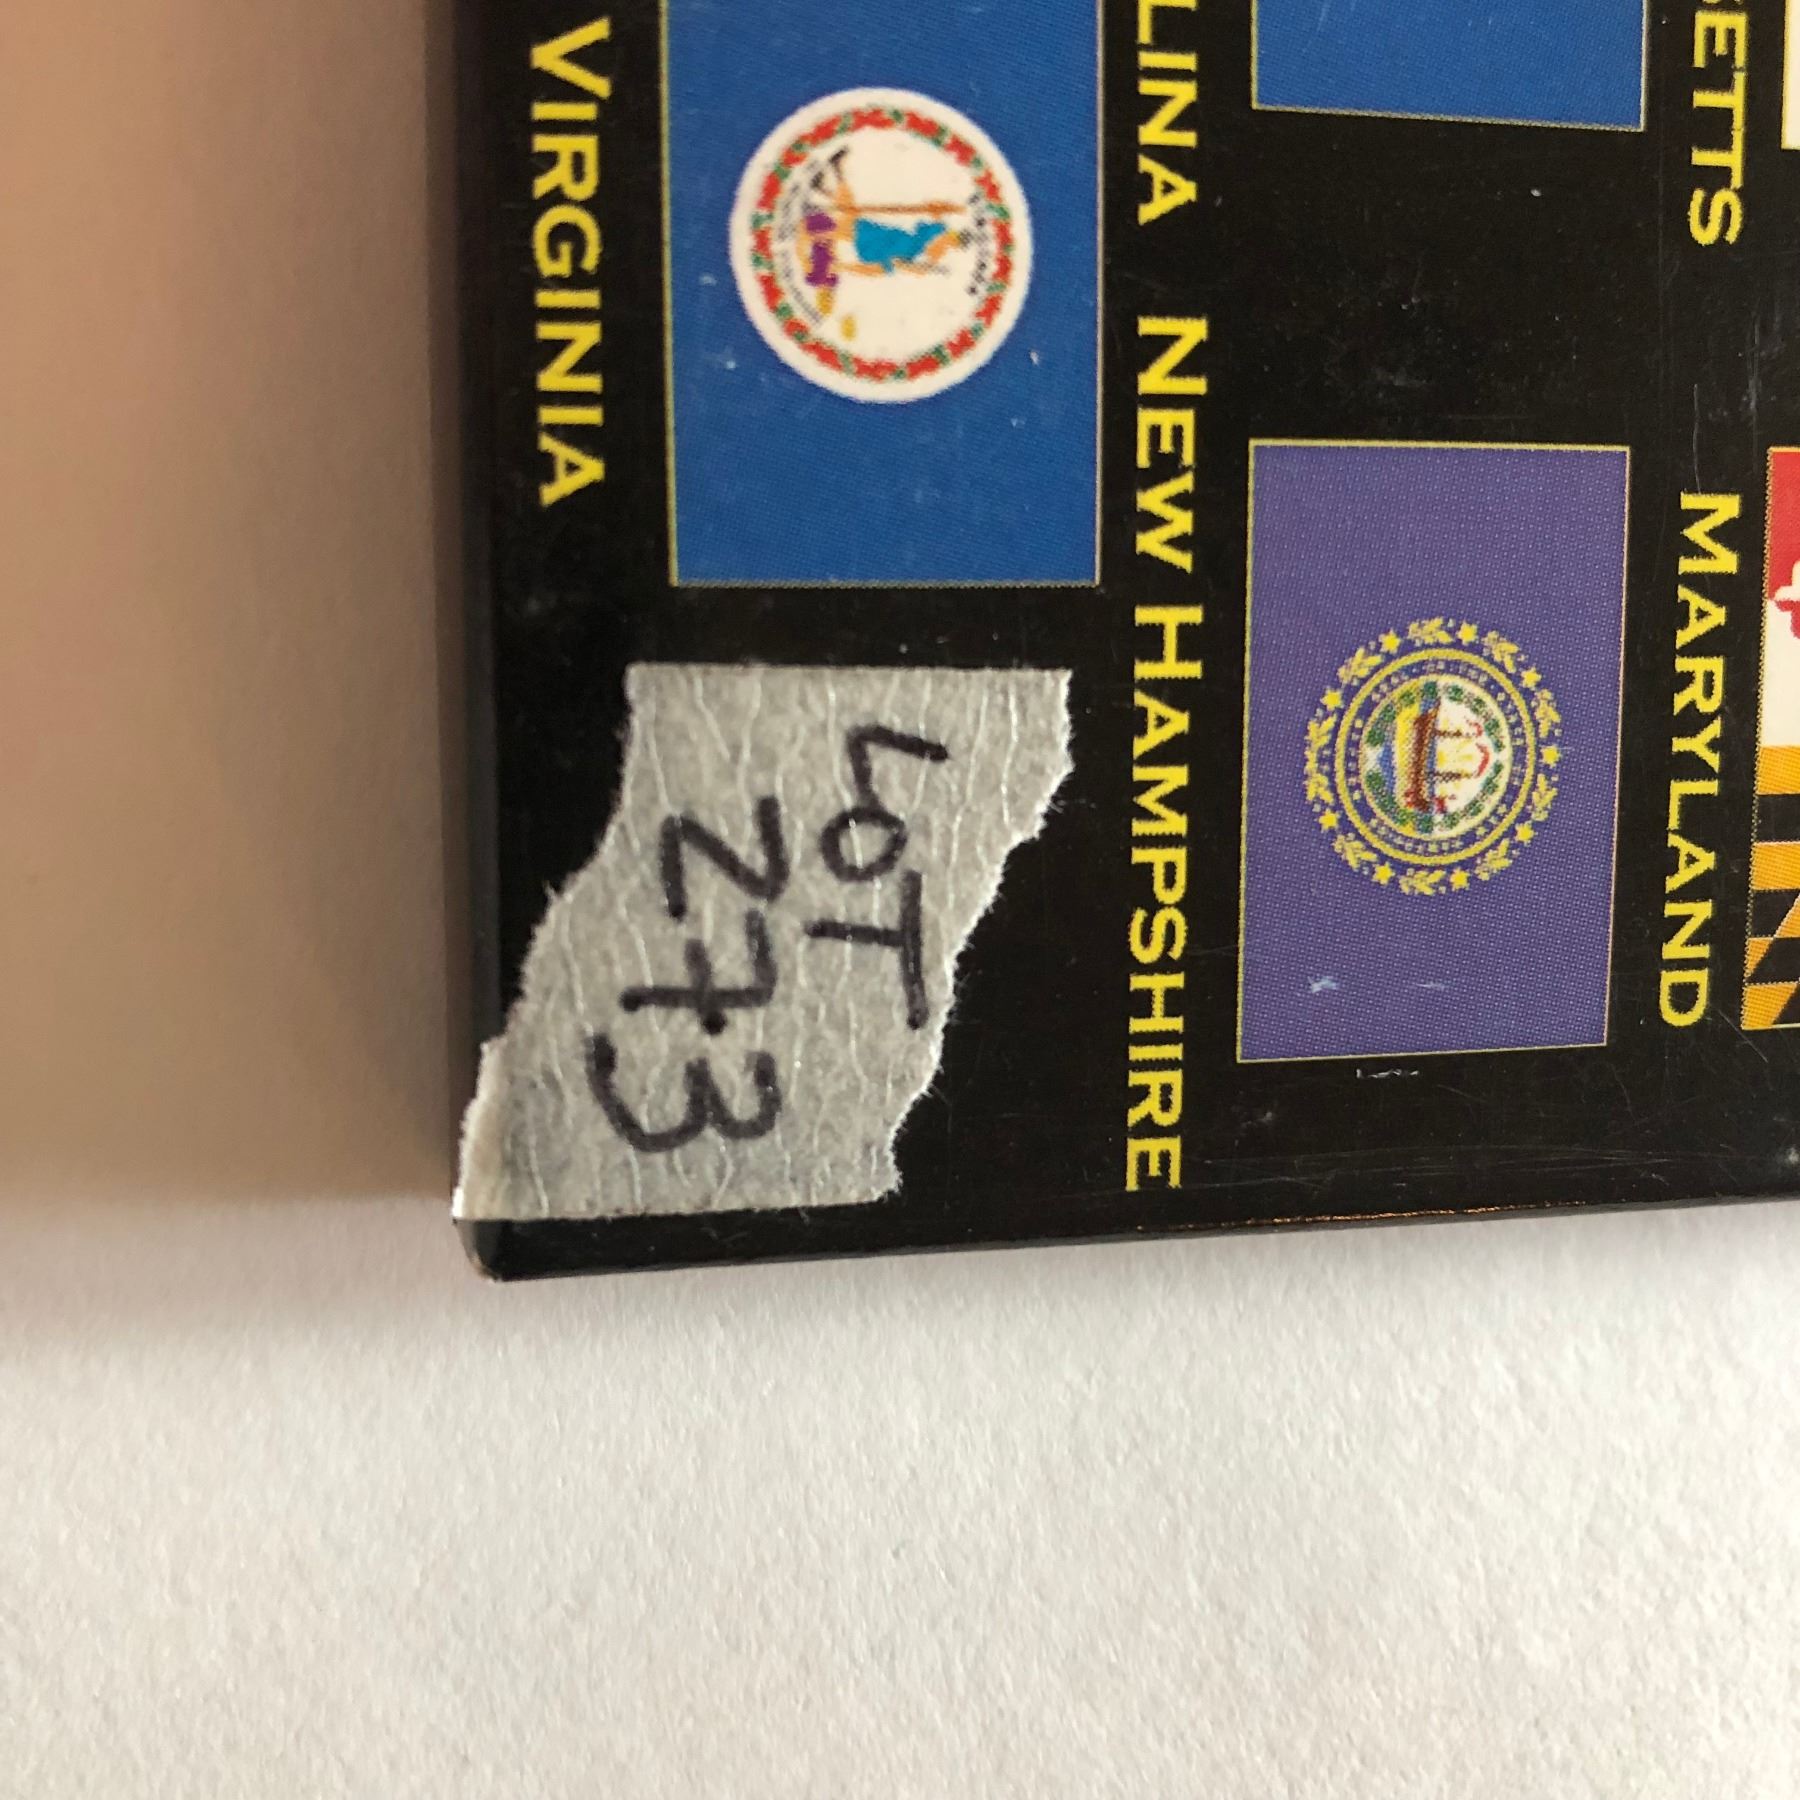 SETTS
MARYLAND
LINA
NEW HAMPSHIRE
VIRGINIA
LOT
273